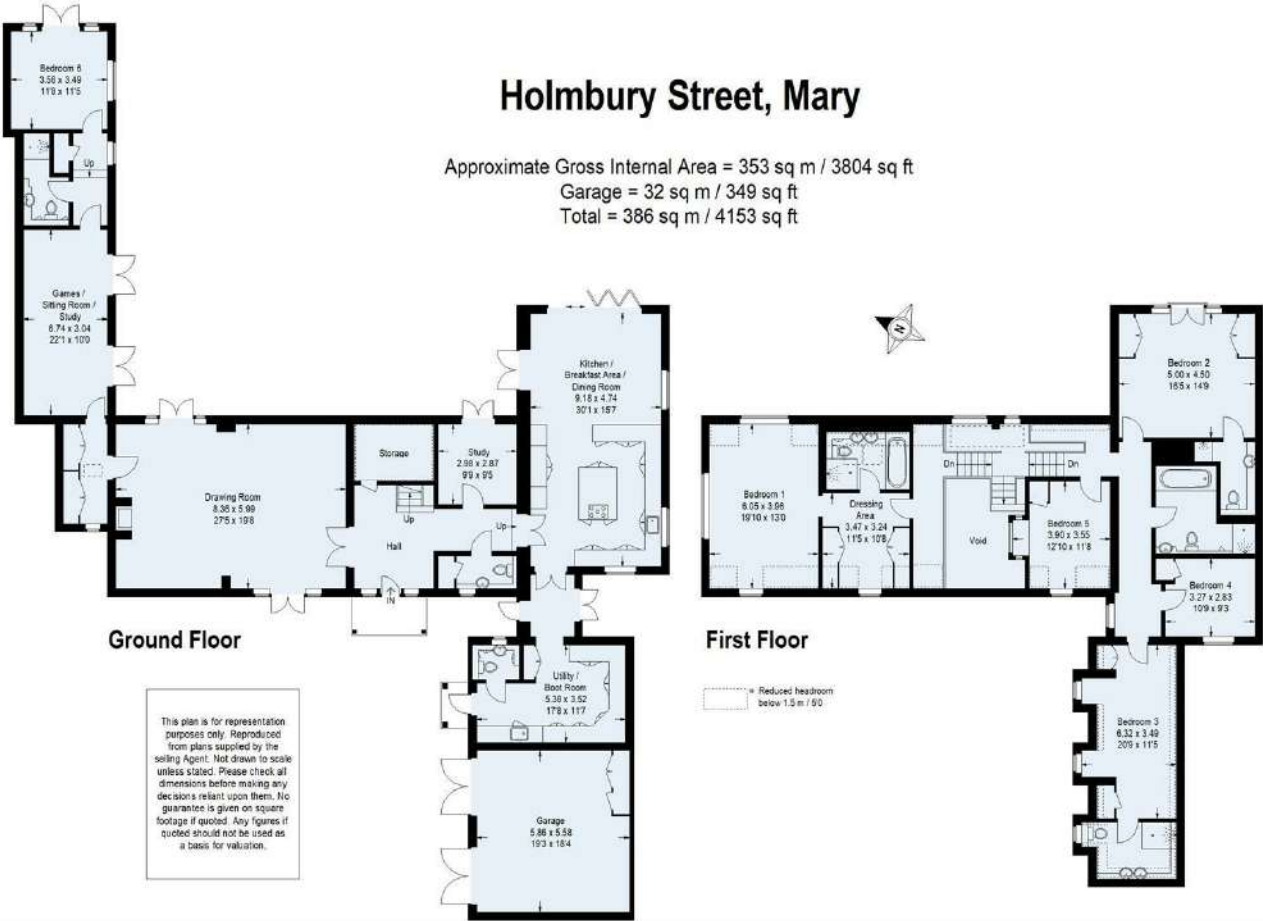 Holmbury Street, Mary
Approximate Gross Internal Area = 353 sq m / 3804 sq ft
Garage = 32 sq m / 349 sq ft
Total = 386 sq m / 4153 sq ft
Bedroom 6
3.56 x 3.49
11'8 x 11'5
Up
Games /
Sitting Room /
Study
6.74 x 3.04
22'1 x 10'0
Drawing Room
8.36 x 5.99
27'5 x 19'8
Storage
Up
Hall
IN
Study
2.98 x 2.87
9'9 x 9'5
Up
Kitchen /
Breakfast Area /
Dining Room
9.18 x 4.74
30'1 x 15'7
Utility /
Boot Room
5.38 x 3.52
17'8 x 11'7
Garage
5.86 x 5.58
19'3 x 18'4
Ground Floor
This plan is for representation
purposes only. Reproduced
from plans supplied by the
selling Agent. Not drawn to scale
unless stated. Please check all
dimensions before making any
decisions reliant upon them. No
guarantee is given on square
footage if quoted. Any figures if
quoted should not be used as
a basis for valuation.
N
Bedroom 1
6.05 x 3.96
19'10 x 13'0
Dressing
Area
3.47 x 3.24
11'5 x 10'8
Dn
Dn
Void
Bedroom 5
3.90 x 3.55
12'10 x 11'8
Bedroom 2
5.00 x 4.50
16'5 x 14'9
Bedroom 4
3.27 x 2.83
10'9 x 9'3
Bedroom 3
6.32 x 3.49
20'9 x 11'5
First Floor
= Reduced headroom
below 1.5 m / 5'0